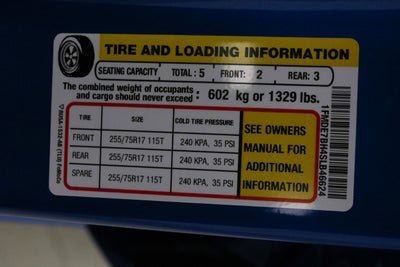 TIRE AND LOADING INFORMATION
SEATING CAPACITY TOTAL: 5 FRONT: 2 REAR: 3
The combined weight of occupants
and cargo should never exceed: 602 kg or 1329 lbs.
TIRE SIZE COLD TIRE PRESSURE
FRONT 255/75R17 115T 240 KPA, 35 PSI
REAR 255/75R17 115T 240 KPA, 35 PSI
SPARE 255/75R17 115T 240 KPA, 35 PSI
SEE OWNERS
MANUAL FOR
ADDITIONAL
INFORMATION